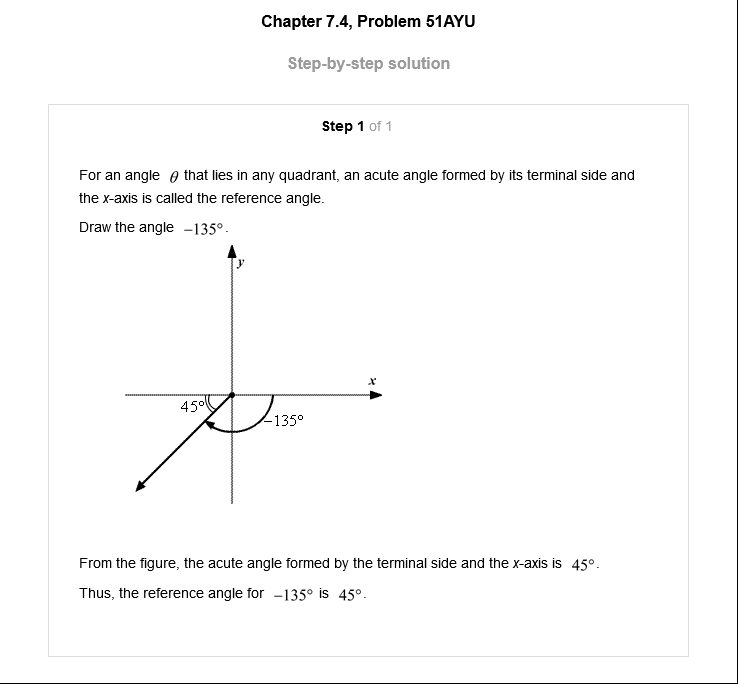 Chapter 7.4, Problem 51AYU
Step-by-step solution
Step 1 of 1
For an angle θ that lies in any quadrant, an acute angle formed by its terminal side and
the x-axis is called the reference angle.
Draw the angle −135°.
y
x
45°
−135°
From the figure, the acute angle formed by the terminal side and the x-axis is 45°.
Thus, the reference angle for −135° is 45°.